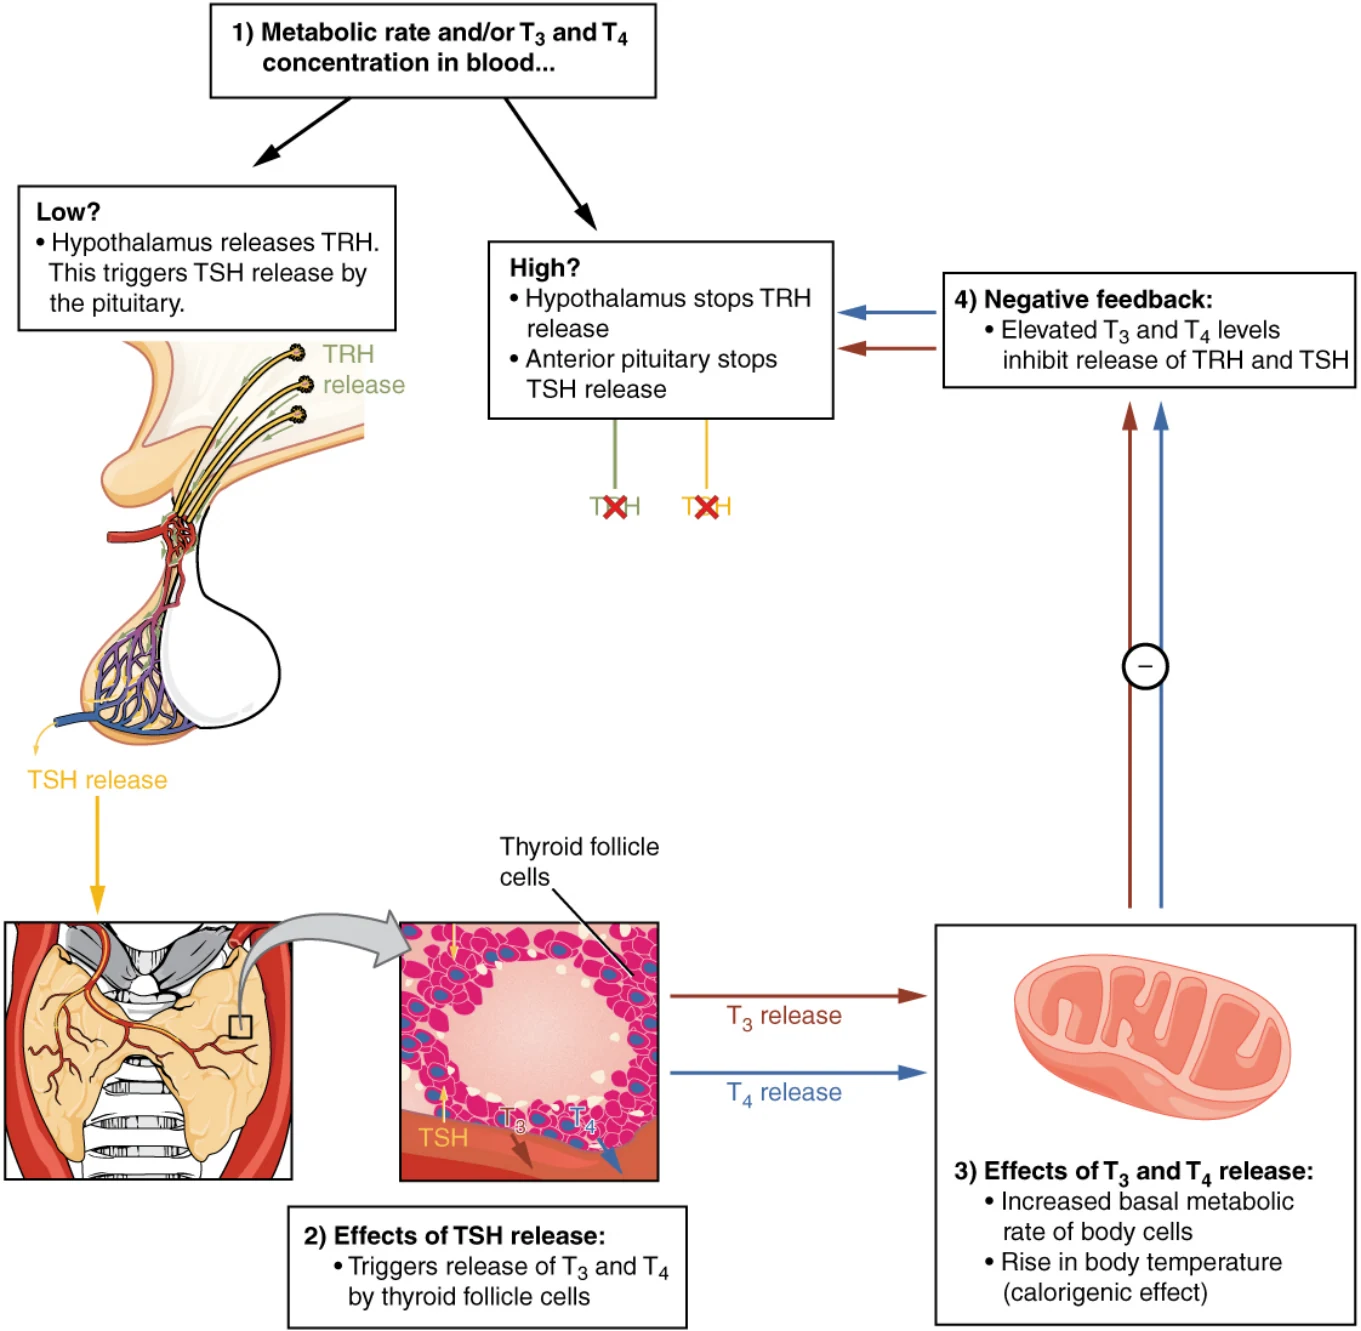 1) Metabolic rate and/or T3 and T4
concentration in blood...
Low?
• Hypothalamus releases TRH.
This triggers TSH release by
the pituitary.
High?
• Hypothalamus stops TRH
release
• Anterior pituitary stops
TSH release
4) Negative feedback:
• Elevated T3 and T4 levels
inhibit release of TRH and TSH
TRH
release
TRH
TSH
–
TSH release
Thyroid follicle
cells
T3 release
T4 release
TSH
T3
T4
2) Effects of TSH release:
• Triggers release of T3 and T4
by thyroid follicle cells
3) Effects of T3 and T4 release:
• Increased basal metabolic
rate of body cells
• Rise in body temperature
(calorigenic effect)